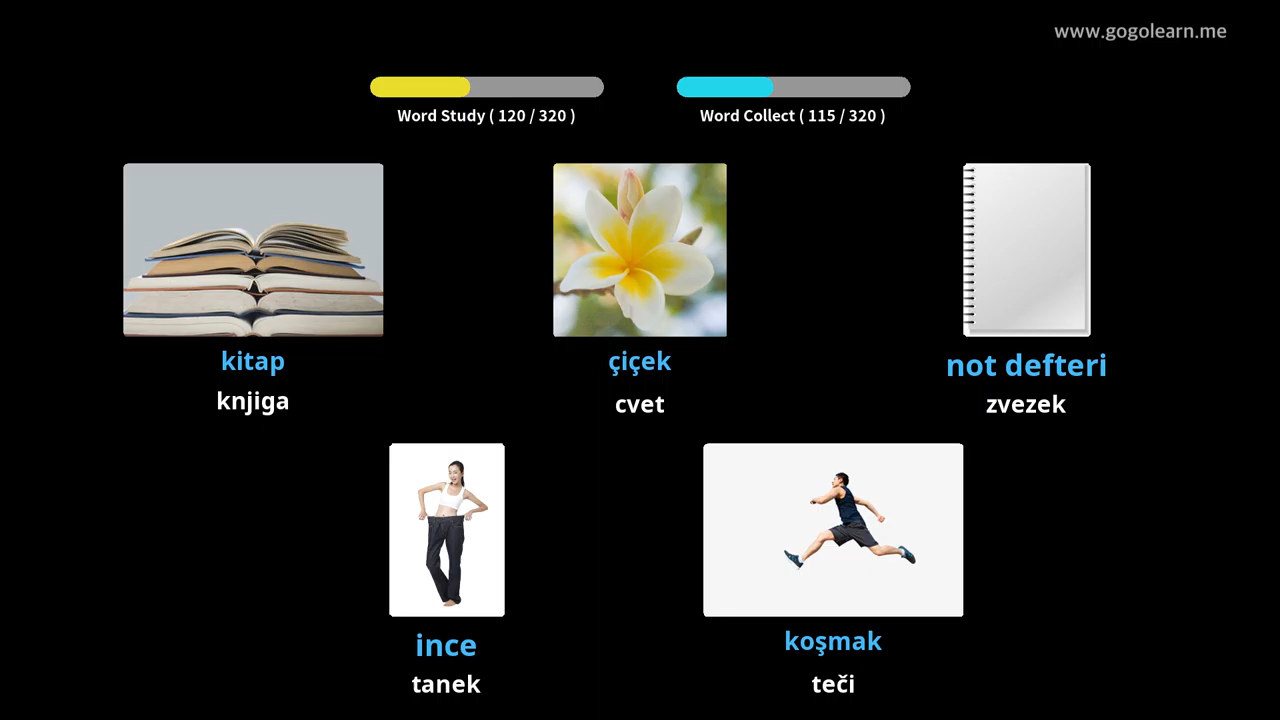 www.gogolearn.me
Word Study ( 120 / 320 )
Word Collect ( 115 / 320 )
kitap
knjiga
çiçek
cvet
not defteri
zvezek
ince
tanek
koşmak
teči